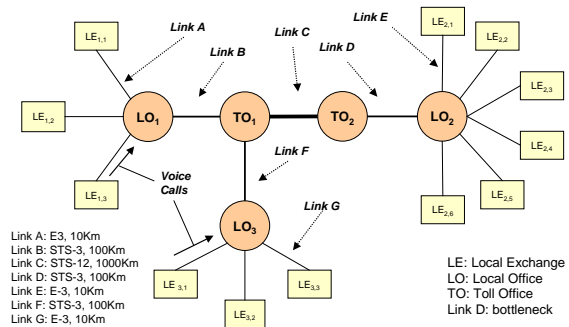 LE1,1
Link A
Link B
Link C
Link D
Link E
LE2,1
LE2,2
LE2,3
LE1,2
LO1
TO1
TO2
LO2
LE2,4
LE1,3
Voice
Calls
Link F
LE2,6
LE2,5
LO3
Link G
LE 3,1
LE 3,2
LE3,3
Link A: E3, 10Km
Link B: STS-3, 100Km
Link C: STS-12, 1000Km
Link D: STS-3, 100Km
Link E: E-3, 10Km
Link F: STS-3, 100Km
Link G: E-3, 10Km
LE: Local Exchange
LO: Local Office
TO: Toll Office
Link D: bottleneck